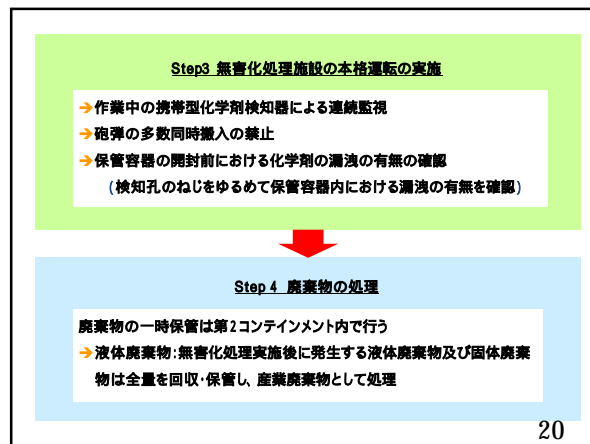 Step3 無害化処理施設の本格運転の実施
➔作業中の携帯型化学剤検知器による連続監視
➔砲弾の多数同時搬入の禁止
➔保管容器の開封前における化学剤の漏洩の有無の確認
(検知孔のねじをゆるめて保管容器内における漏洩の有無を確認)
Step 4 廃棄物の処理
廃棄物の一時保管は第2コンテインメント内で行う
➔液体廃棄物:無害化処理実施後に発生する液体廃棄物及び固体廃棄
物は全量を回収・保管し、産業廃棄物として処理
20